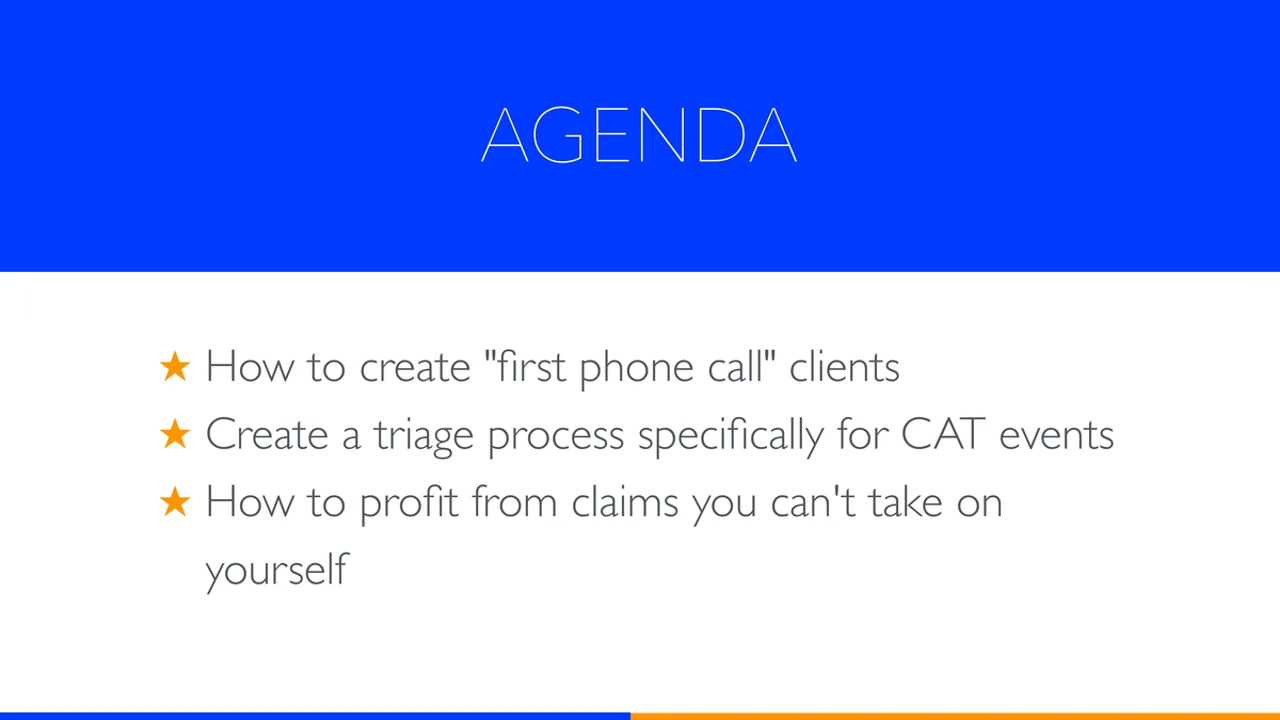 AGENDA
★ How to create "first phone call" clients
★ Create a triage process specifically for CAT events
★ How to profit from claims you can't take on
yourself